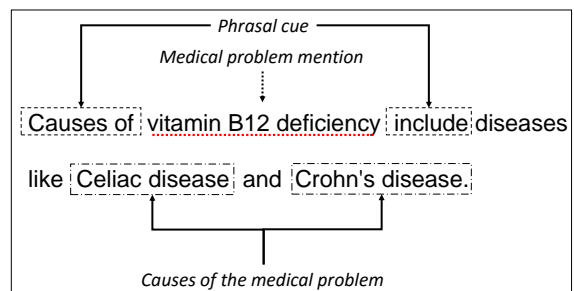 Phrasal cue
Medical problem mention
Causes of vitamin B12 deficiency include diseases
like Celiac disease and Crohn's disease.
Causes of the medical problem